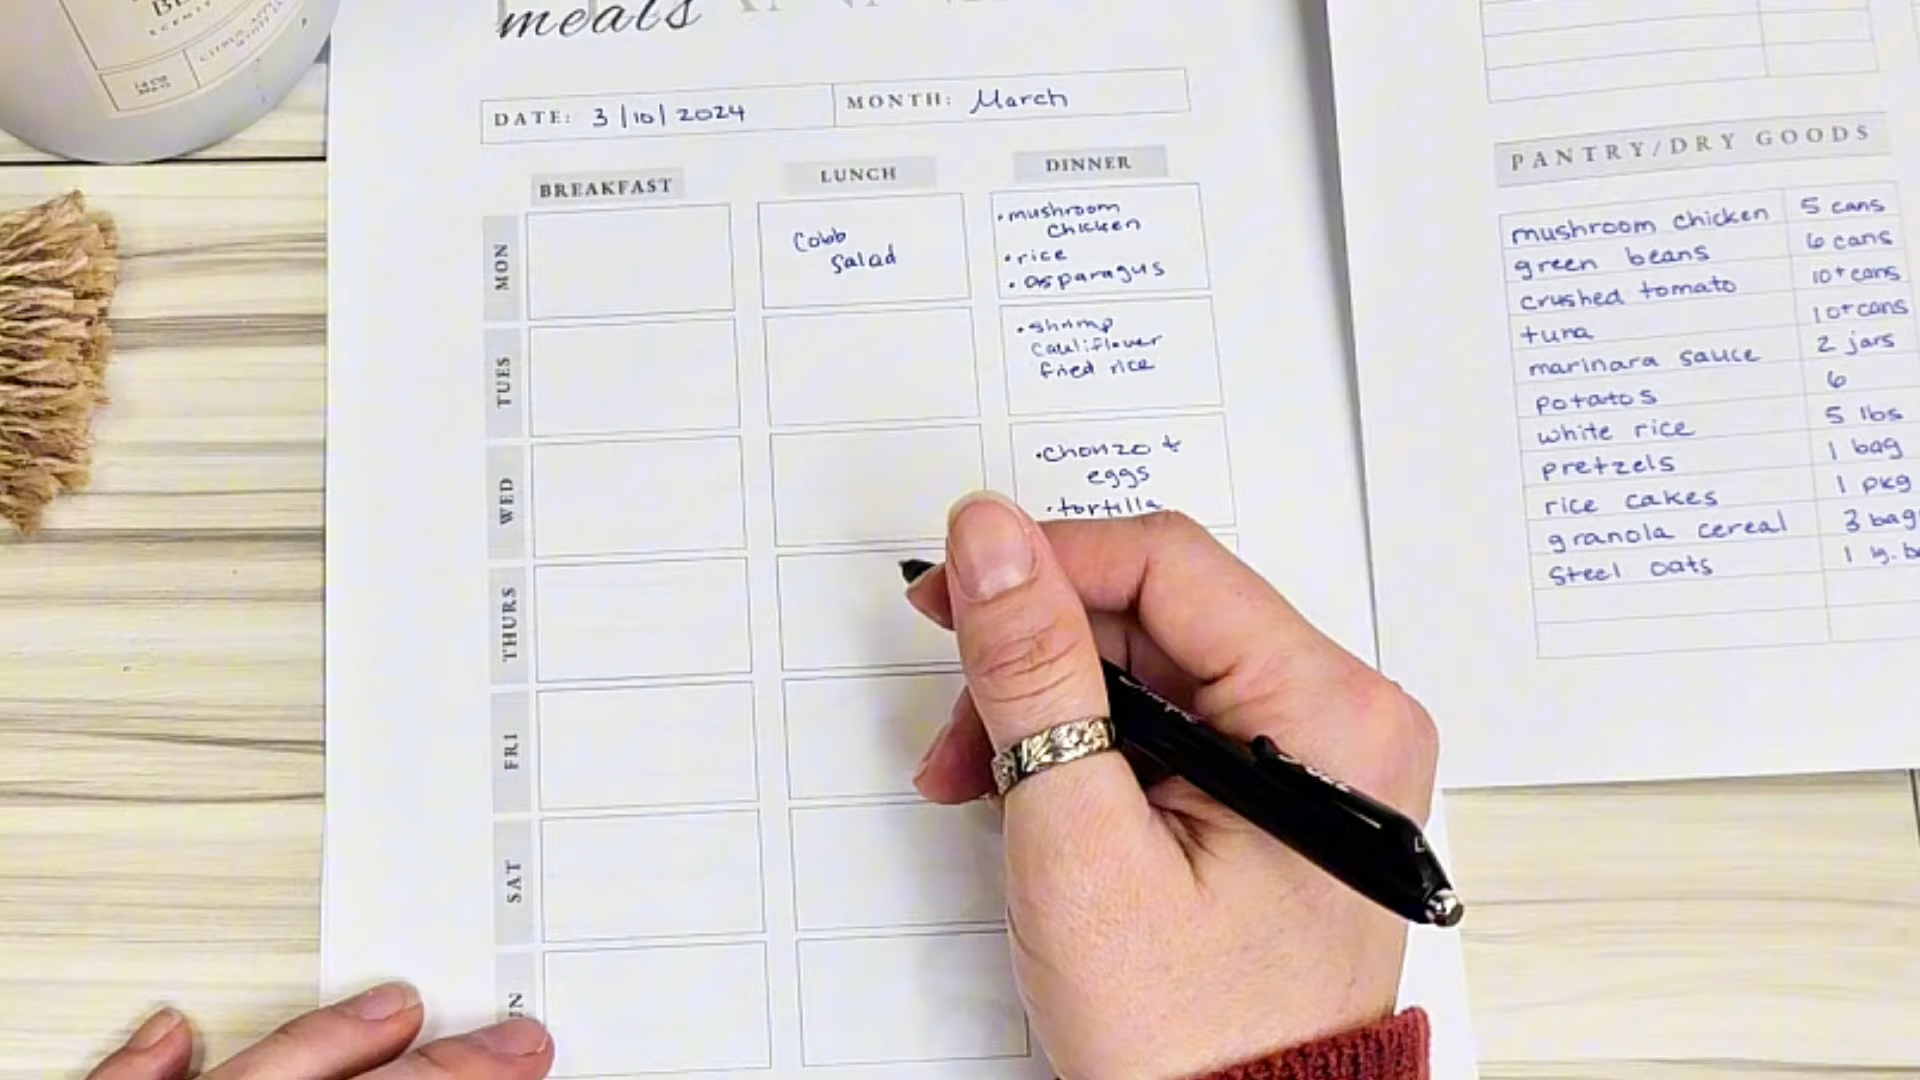 meals
DATE: 3/10/2024 MONTH: March
BREAKFAST LUNCH DINNER
MON
Cobb
Salad
• mushroom
chicken
• rice
• asparagus
TUES
• shrimp
cauliflower
fried rice
WED
• chorizo +
eggs
• tortilla
THURS
FRI
SAT
PANTRY/DRY GOODS
mushroom chicken 5 cans
green beans 6 cans
crushed tomato 10+ cans
tuna 10+ cans
marinara sauce 2 jars
potatos 6
white rice 5 lbs
pretzels 1 bag
rice cakes 1 pkg
granola cereal 3 bag
Steel oats 1